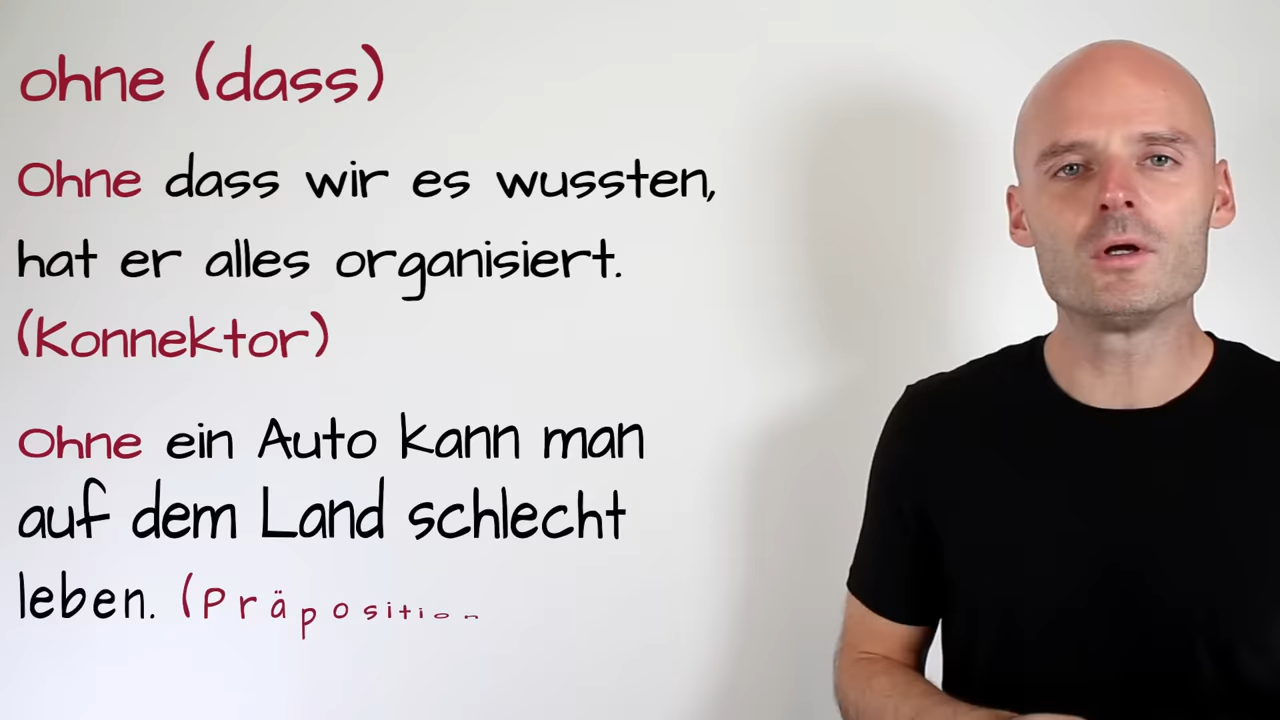 ohne (dass)
Ohne dass wir es wussten,
hat er alles organisiert.
(Konnektor)
Ohne ein Auto kann man
auf dem Land schlecht
leben. (Präposition